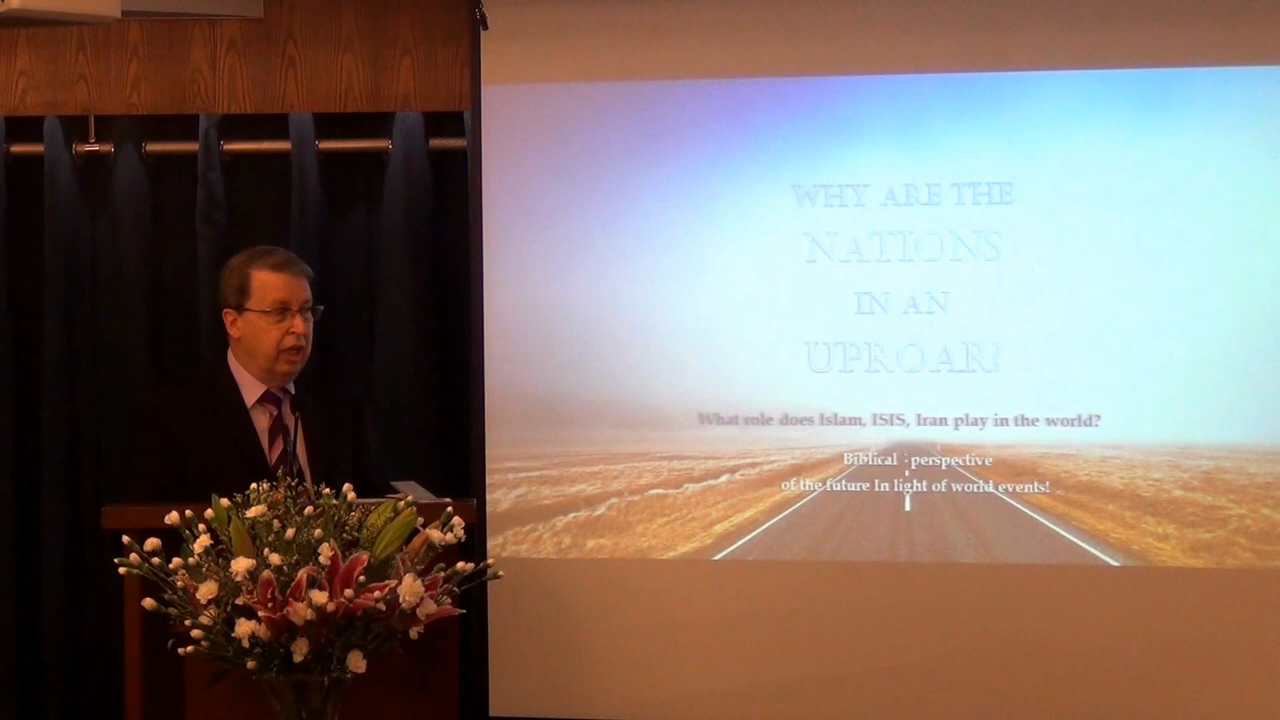 WHY ARE THE
NATIONS
IN AN
UPROAR!
What role does Islam, ISIS, Iran play in the world?
Biblical perspective
of the future In light of world events!